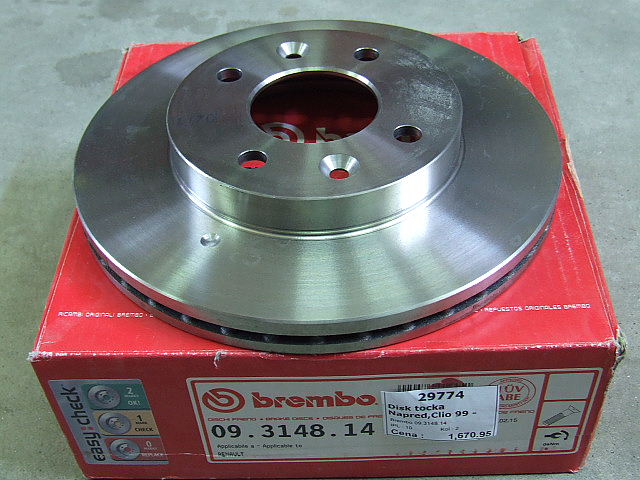 brembo
RICAMBI ORIGINALI BREMBO
REPUESTOS ORIGINALES BREMBO
easy check
2
OK!
1
CHECK
0
REPLACE
brembo
DISCHI FRENO - BRAKE DISCS - DISQUES DE
09.3148.14
Applicabile a - Applicable to
RENAULT
29774
Disk tocka
Napred,Clio 99 -
Brembo 09.3148.14
Kol : 2
Cena : 1,670.95
TÜV